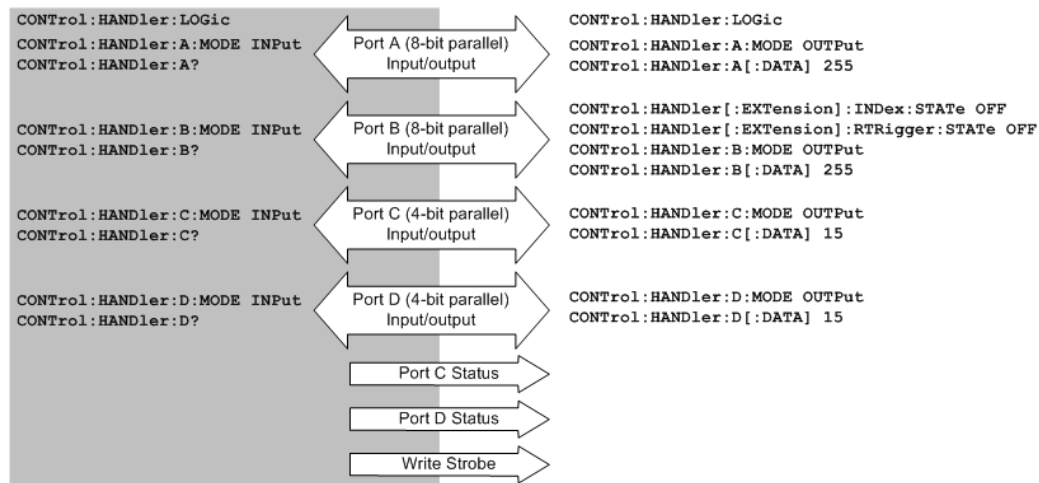 CONTrol:HANDler:LOGic
CONTrol:HANDler:A:MODE INPut
CONTrol:HANDler:A?
Port A (8-bit parallel)
Input/output
CONTrol:HANDler:LOGic
CONTrol:HANDler:A:MODE OUTPut
CONTrol:HANDler:A[:DATA] 255
CONTrol:HANDler:B:MODE INPut
CONTrol:HANDler:B?
Port B (8-bit parallel)
Input/output
CONTrol:HANDler[:EXTension]:INDex:STATe OFF
CONTrol:HANDler[:EXTension]:RTRigger:STATe OFF
CONTrol:HANDler:B:MODE OUTPut
CONTrol:HANDler:B[:DATA] 255
CONTrol:HANDler:C:MODE INPut
CONTrol:HANDler:C?
Port C (4-bit parallel)
Input/output
CONTrol:HANDler:C:MODE OUTPut
CONTrol:HANDler:C[:DATA] 15
CONTrol:HANDler:D:MODE INPut
CONTrol:HANDler:D?
Port D (4-bit parallel)
Input/output
CONTrol:HANDler:D:MODE OUTPut
CONTrol:HANDler:D[:DATA] 15
Port C Status
Port D Status
Write Strobe